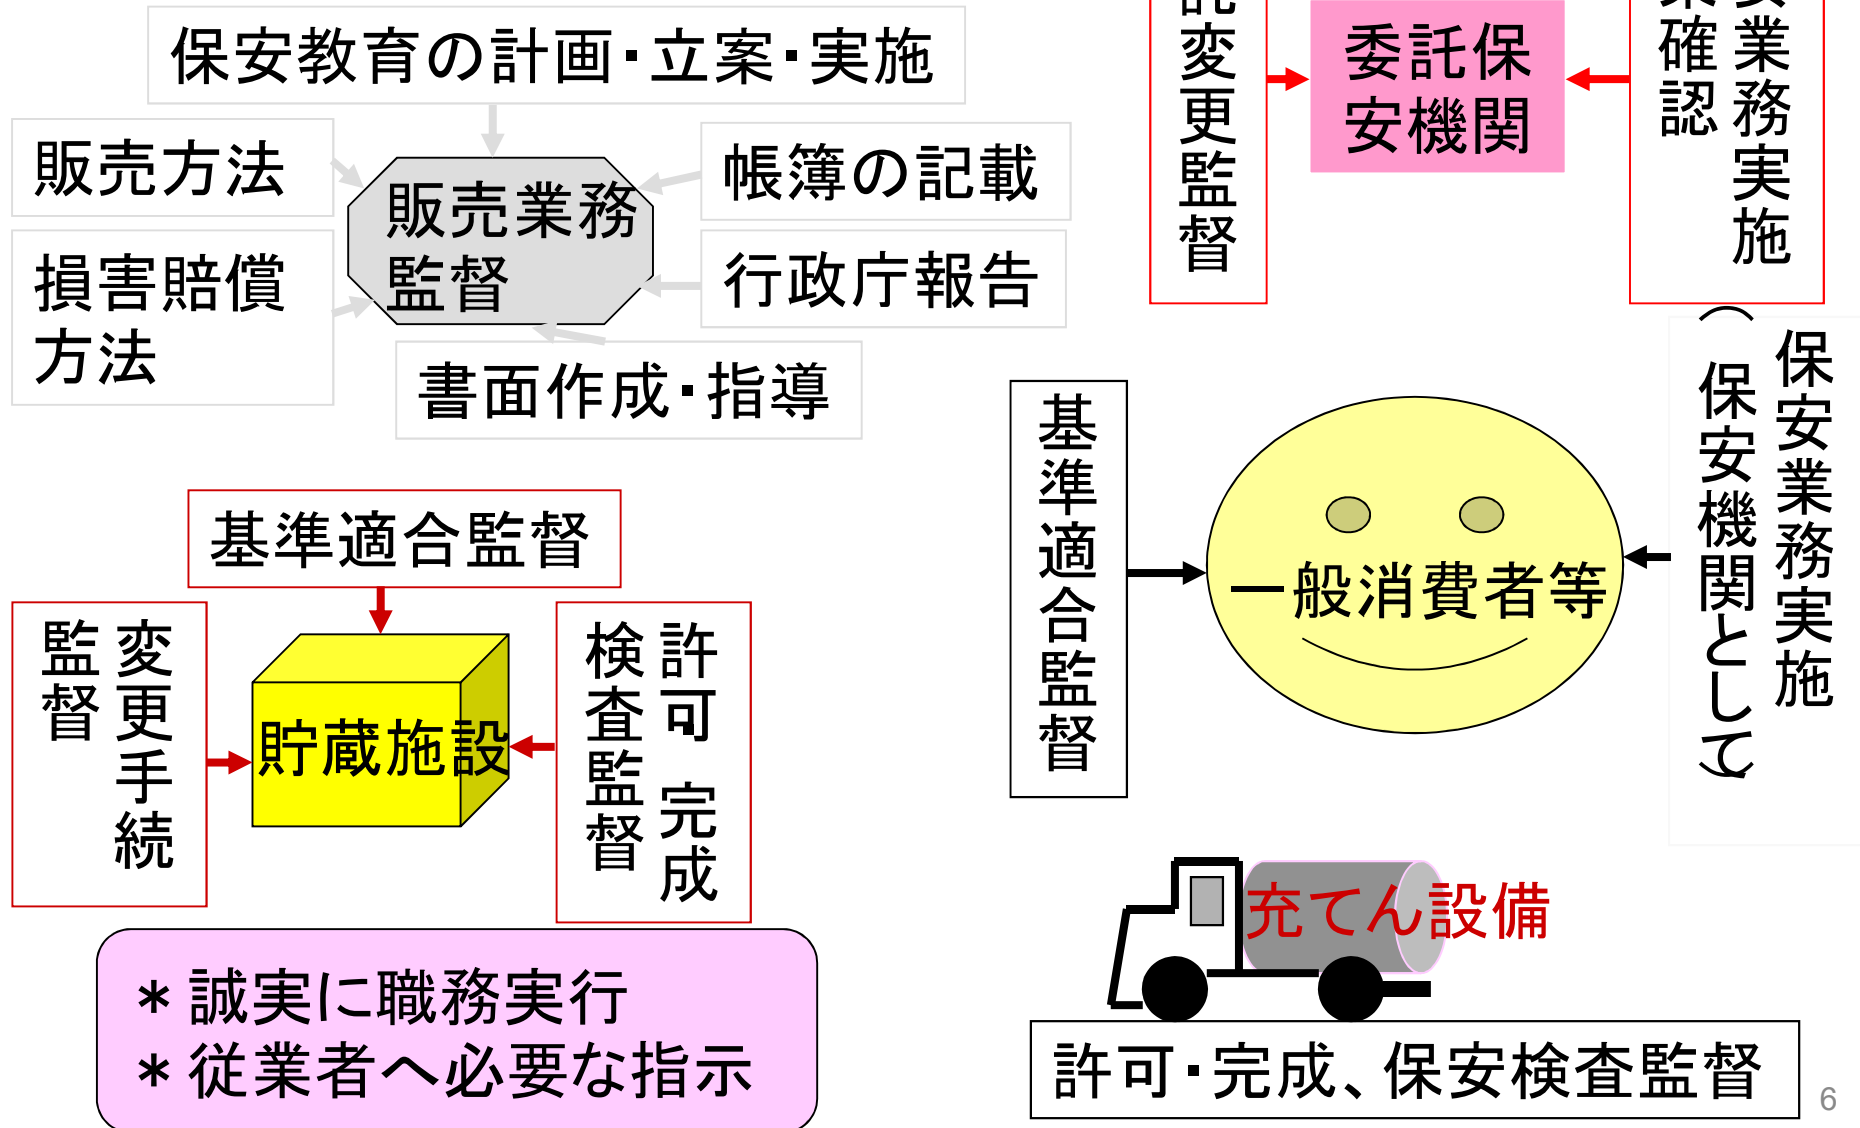 保安教育の計画･立案･実施
販売方法
損害賠償
方法
販売業務
監督
帳簿の記載
行政庁報告
書面作成･指導
変更監督
委託保
安機関
業務実施
確認
基準適合監督
変更手続
監督
貯蔵施設
許可 完成
検査監督
基準適合監督
一般消費者等
保安業務実施
（保安機関として）
充てん設備
許可･完成、保安検査監督
＊誠実に職務実行
＊従業者へ必要な指示
6